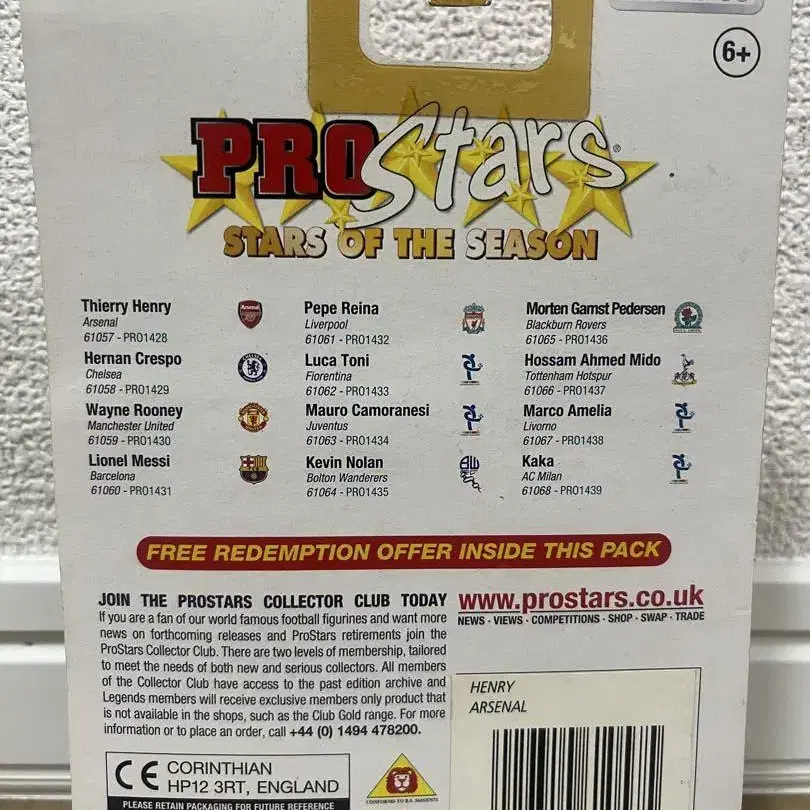 6+
PROStars®
STARS OF THE SEASON
Thierry Henry
Arsenal
61057 - PRO1428
Hernan Crespo
Chelsea
61058 - PRO1429
Wayne Rooney
Manchester United
61059 - PRO1430
Lionel Messi
Barcelona
61060 - PRO1431
Pepe Reina
Liverpool
61061 - PRO1432
Luca Toni
Fiorentina
61062 - PRO1433
Mauro Camoranesi
Juventus
61063 - PRO1434
Kevin Nolan
Bolton Wanderers
61064 - PRO1435
Morten Gamst Pedersen
Blackburn Rovers
61065 - PRO1436
Hossam Ahmed Mido
Tottenham Hotspur
61066 - PRO1437
Marco Amelia
Livorno
61067 - PRO1438
Kaka
AC Milan
61068 - PRO1439
FREE REDEMPTION OFFER INSIDE THIS PACK
JOIN THE PROSTARS COLLECTOR CLUB TODAY
If you are a fan of our world famous football figurines and want more
news on forthcoming releases and ProStars retirements join the
ProStars Collector Club. There are two levels of membership, tailored
to meet the needs of both new and serious collectors. All members
of the Collector Club have access to the past edition archive and
Legends members will receive exclusive members only product that
is not available in the shops, such as the Club Gold range. For more
information or to place an order, call +44 (0) 1494 478200.
www.prostars.co.uk
NEWS · VIEWS · COMPETITIONS · SHOP · SWAP · TRADE
HENRY
ARSENAL
CE CORINTHIAN
HP12 3RT, ENGLAND
PLEASE RETAIN PACKAGING FOR FUTURE REFERENCE